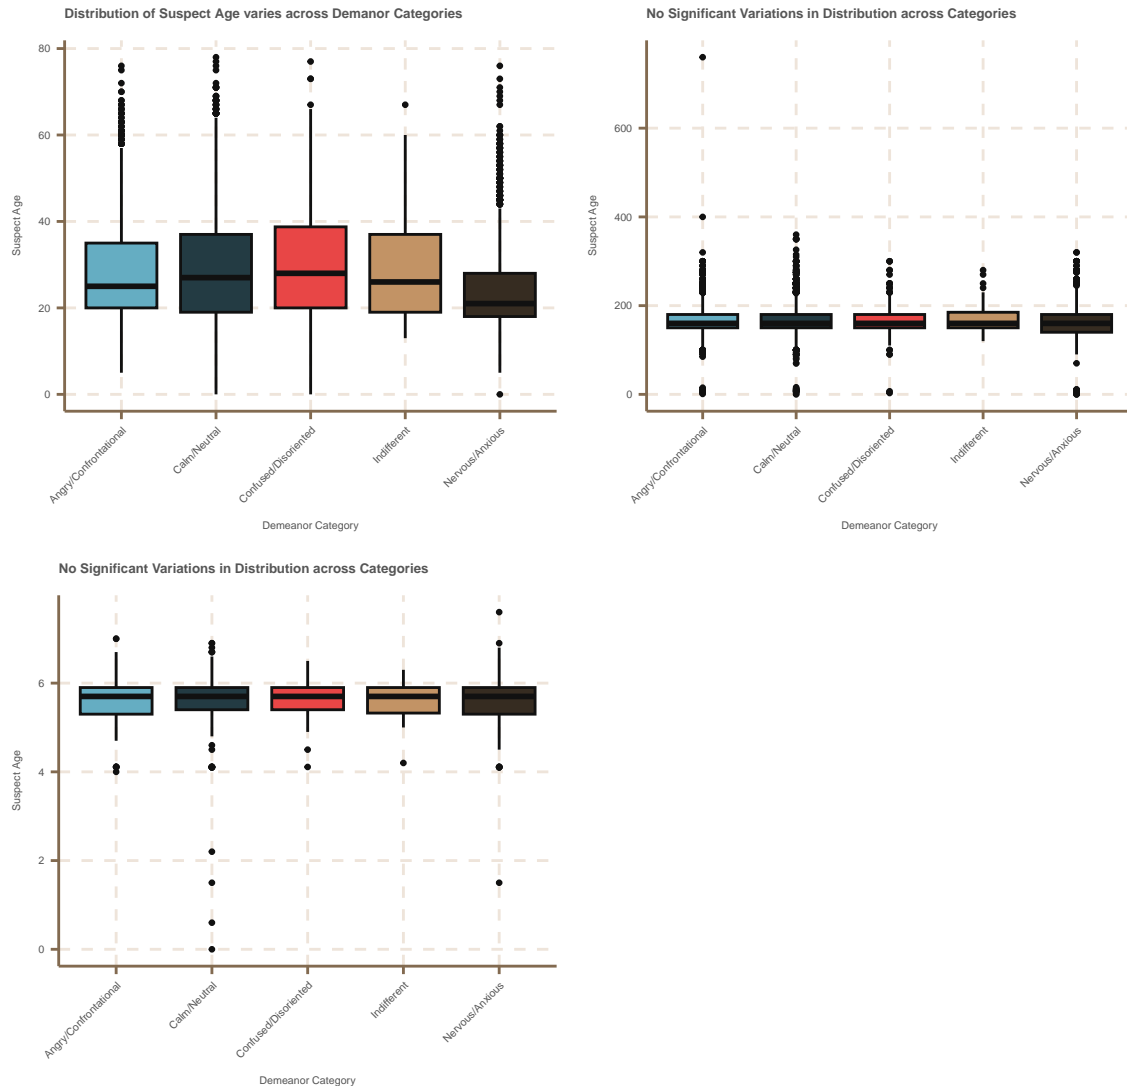 Distribution of Suspect Age varies across Demanor Categories
80
60
40
20
0
Suspect Age
Angry/Confrontational
Calm/Neutral
Confused/Disoriented
Indifferent
Nervous/Anxious
Demeanor Category
No Significant Variations in Distribution across Categories
600
400
200
0
Suspect Age
Angry/Confrontational
Calm/Neutral
Confused/Disoriented
Indifferent
Nervous/Anxious
Demeanor Category
No Significant Variations in Distribution across Categories
6
4
2
0
Suspect Age
Angry/Confrontational
Calm/Neutral
Confused/Disoriented
Indifferent
Nervous/Anxious
Demeanor Category